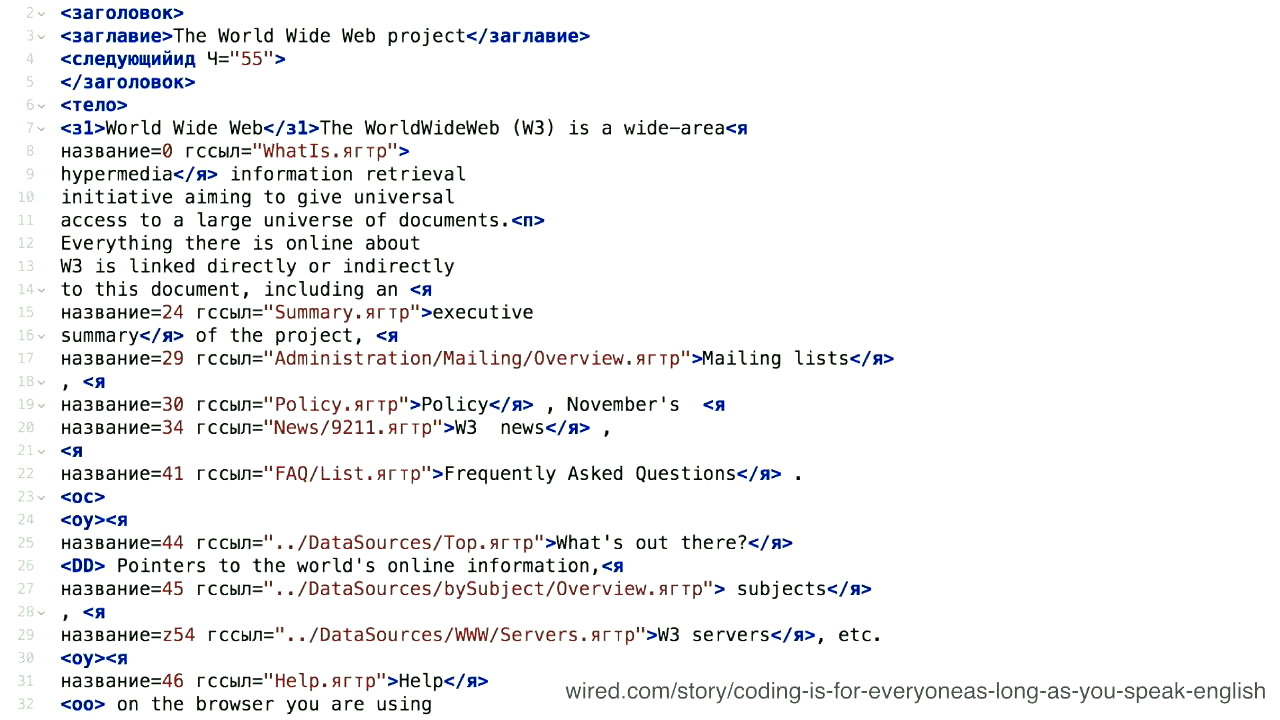 2 <заголовок>
3 <заглавие>The World Wide Web project</заглавие>
4 <следующийид Ч="55">
5 </заголовок>
6 <тело>
7 <з1>World Wide Web</з1>The WorldWideWeb (W3) is a wide-area<я
8 название=0 гссыл="WhatIs.ягтр">
9 hypermedia</я> information retrieval
10 initiative aiming to give universal
11 access to a large universe of documents.<п>
12 Everything there is online about
13 W3 is linked directly or indirectly
14 to this document, including an <я
15 название=24 гссыл="Summary.ягтр">executive
16 summary</я> of the project, <я
17 название=29 гссыл="Administration/Mailing/Overview.ягтр">Mailing lists</я>
18 , <я
19 название=30 гссыл="Policy.ягтр">Policy</я> , November's <я
20 название=34 гссыл="News/9211.ягтр">W3 news</я> ,
21 <я
22 название=41 гссыл="FAQ/List.ягтр">Frequently Asked Questions</я> .
23 <ос>
24 <оу><я
25 название=44 гссыл="../DataSources/Top.ягтр">What's out there?</я>
26 <DD> Pointers to the world's online information,<я
27 название=45 гссыл="../DataSources/bySubject/Overview.ягтр"> subjects</я>
28 , <я
29 название=z54 гссыл="../DataSources/WWW/Servers.ягтр">W3 servers</я>, etc.
30 <оу><я
31 название=46 гссыл="Help.ягтр">Help</я>
32 <оо> on the browser you are using
wired.com/story/coding-is-for-everyoneas-long-as-you-speak-english